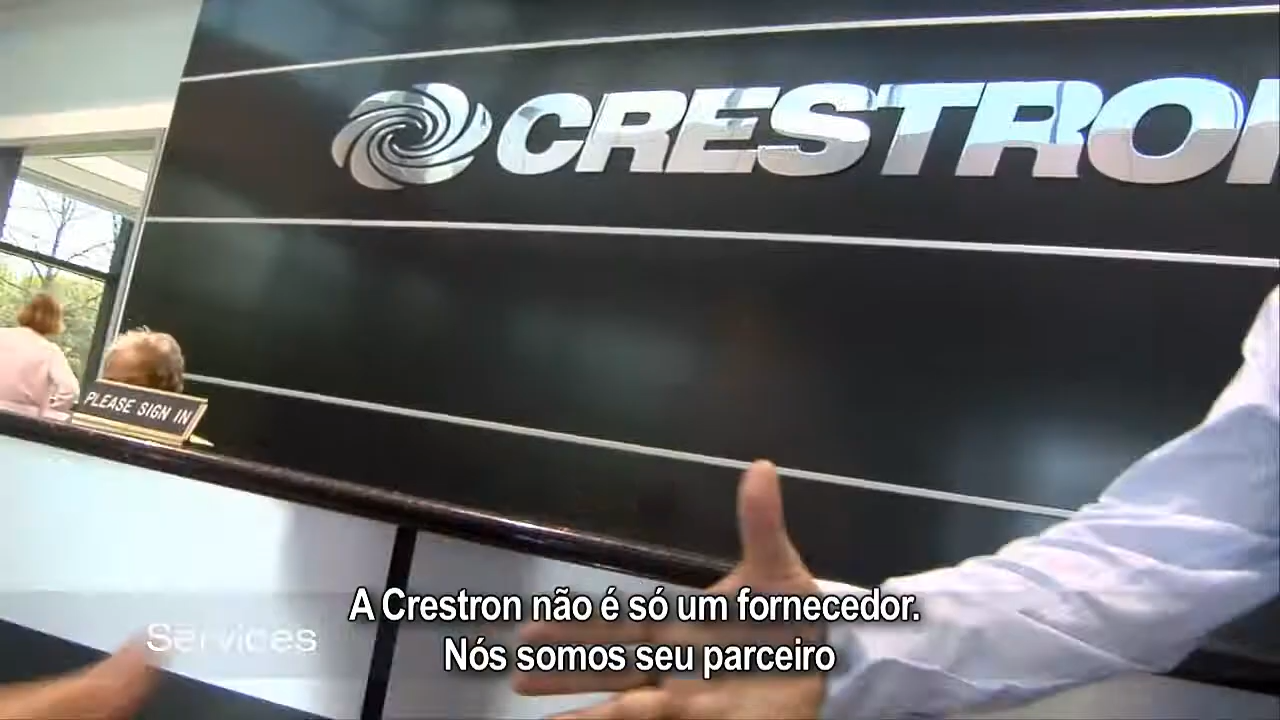 CRESTRON
PLEASE SIGN IN
Services
A Crestron não é só um fornecedor.
Nós somos seu parceiro